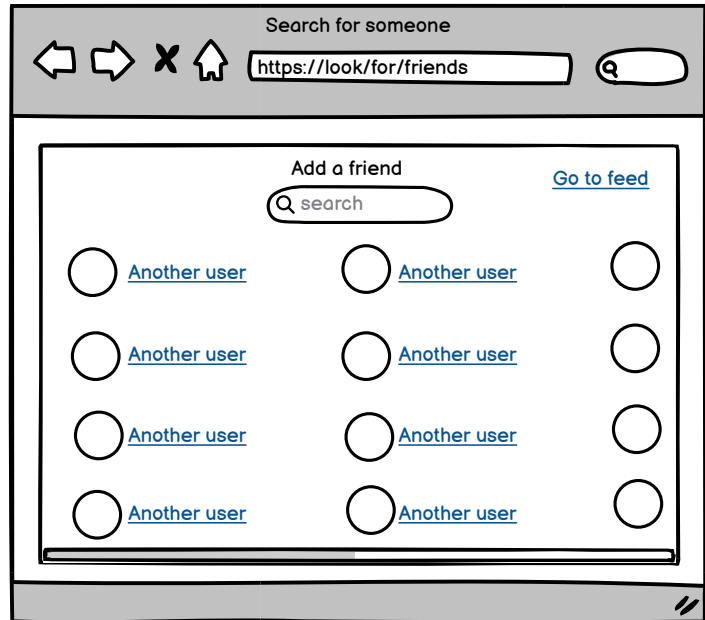 Search for someone
https://look/for/friends
Add a friend
Go to feed
search
Another user Another user
Another user Another user
Another user Another user
Another user Another user